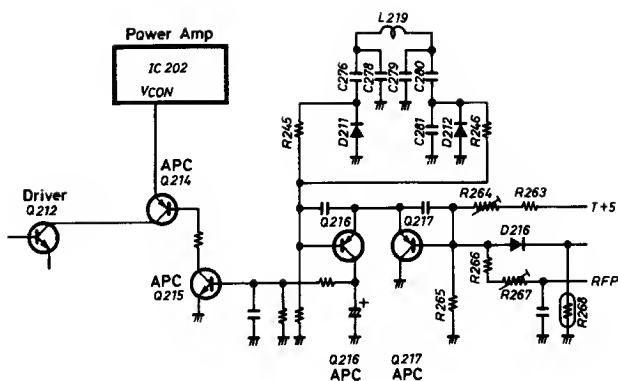 L219
Power Amp
IC 202
VCON
C276
C278
C279
C280
R245
D211
C281
D212
R246
APC
Q214
Driver
Q212
Q216
Q217
R264
R263
T+5
D216
APC
Q215
R265
R266
R267
RFP
R268
Q216
APC
Q217
APC
+